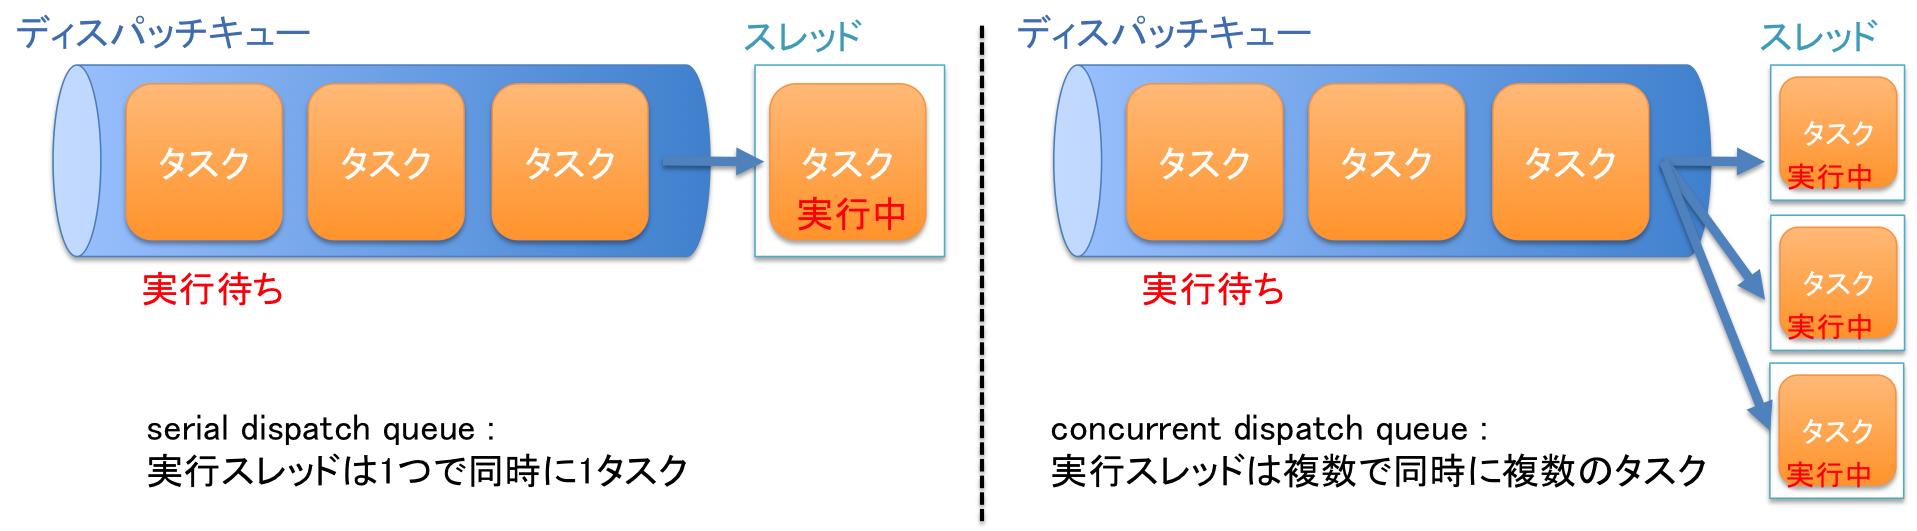 ディスパッチキュー
スレッド
タスク
タスク
タスク
タスク
実行中
実行待ち
serial dispatch queue :
実行スレッドは1つで同時に1タスク
ディスパッチキュー
スレッド
タスク
タスク
タスク
タスク
実行中
タスク
実行中
タスク
実行中
実行待ち
concurrent dispatch queue :
実行スレッドは複数で同時に複数のタスク